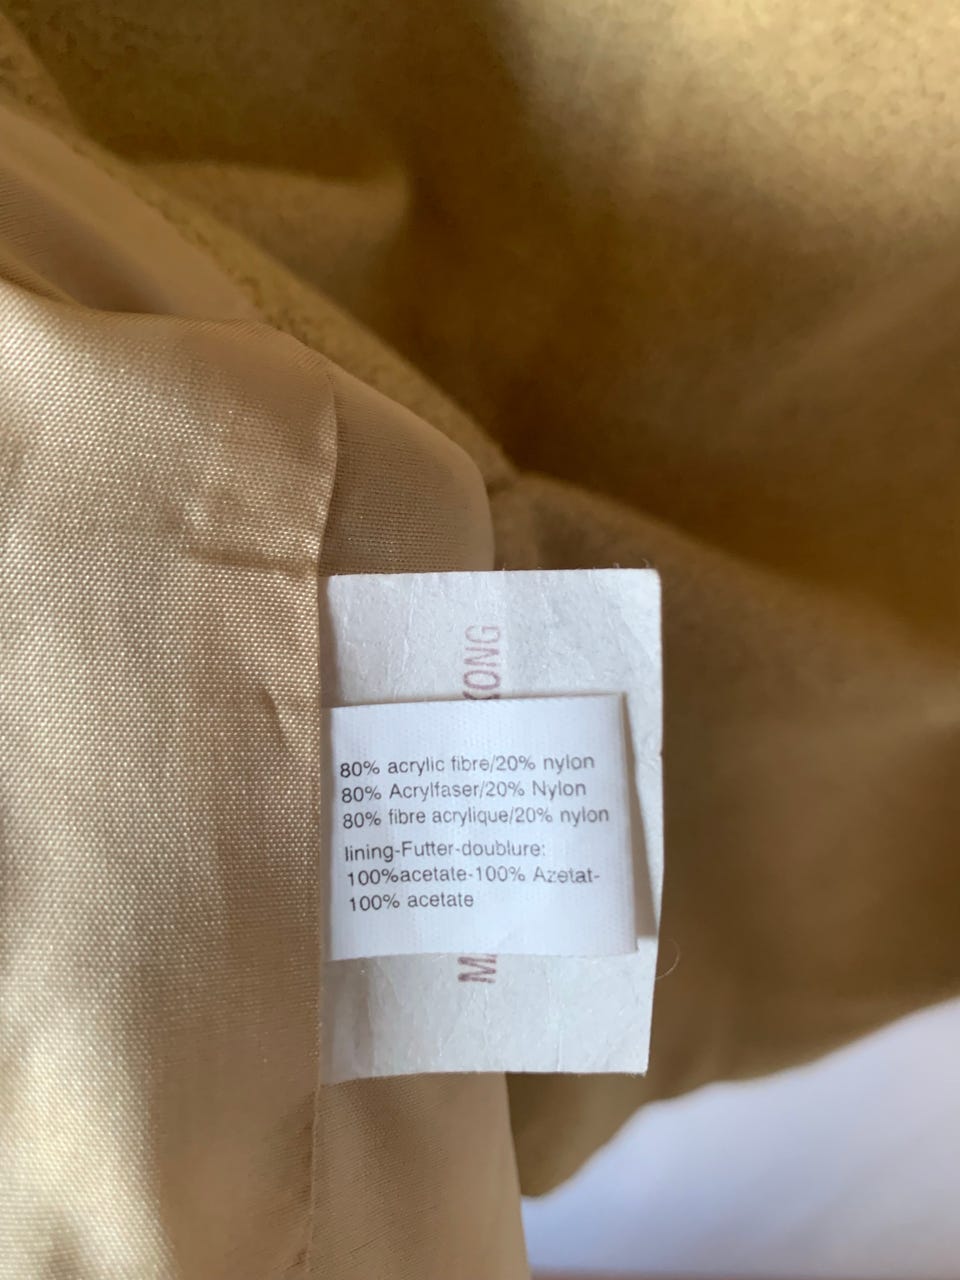 KONG
80% acrylic fibre/20% nylon
80% Acrylfaser/20% Nylon
80% fibre acrylique/20% nylon
lining-Futter-doublure:
100%acetate-100% Azetat-
100% acetate